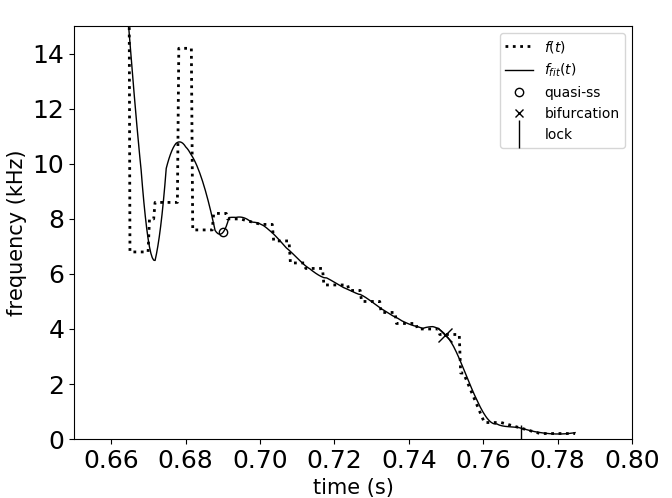 14
12
10
8
6
4
2
0
frequency (kHz)
f(t)
f_fit(t)
quasi-ss
bifurcation
lock
0.66 0.68 0.70 0.72 0.74 0.76 0.78 0.80
time (s)